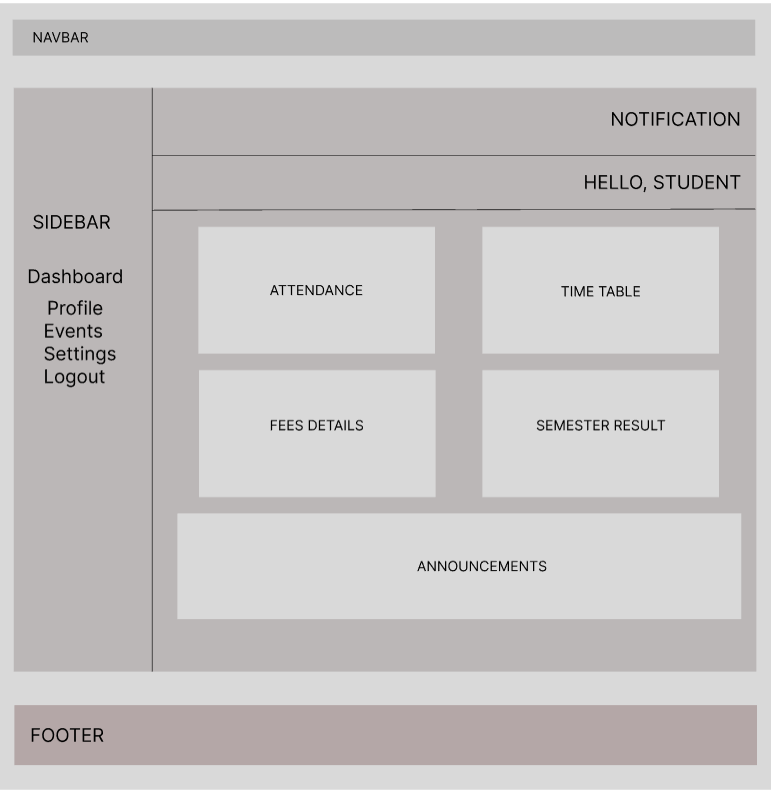 NAVBAR
NOTIFICATION
HELLO, STUDENT
SIDEBAR
Dashboard
Profile
Events
Settings
Logout
ATTENDANCE
TIME TABLE
FEES DETAILS
SEMESTER RESULT
ANNOUNCEMENTS
FOOTER